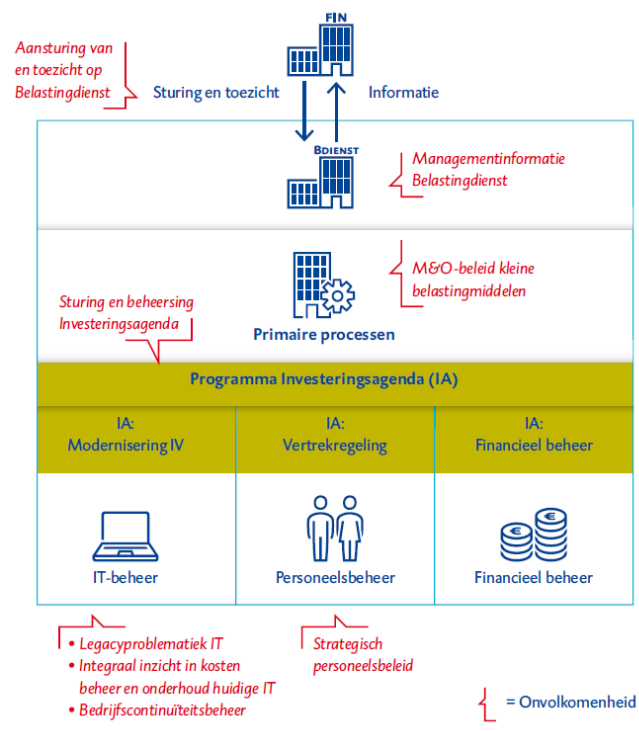 FIN
Aansturing van
en toezicht op
Belastingdienst
Sturing en toezicht
Informatie
BDIENST
Managementinformatie
Belastingdienst
M&O-beleid kleine
belastingmiddelen
Sturing en beheersing
Investeringsagenda
Primaire processen
Programma Investeringsagenda (IA)
IA:
Modernisering IV
IA:
Vertrekregeling
IA:
Financieel beheer
IT-beheer
Personeelsbeheer
€
€
Financieel beheer
• Legacyproblematiek IT
• Integraal inzicht in kosten
beheer en onderhoud huidige IT
• Bedrijfscontinuïteitsbeheer
Strategisch
personeelsbeleid
= Onvolkomenheid